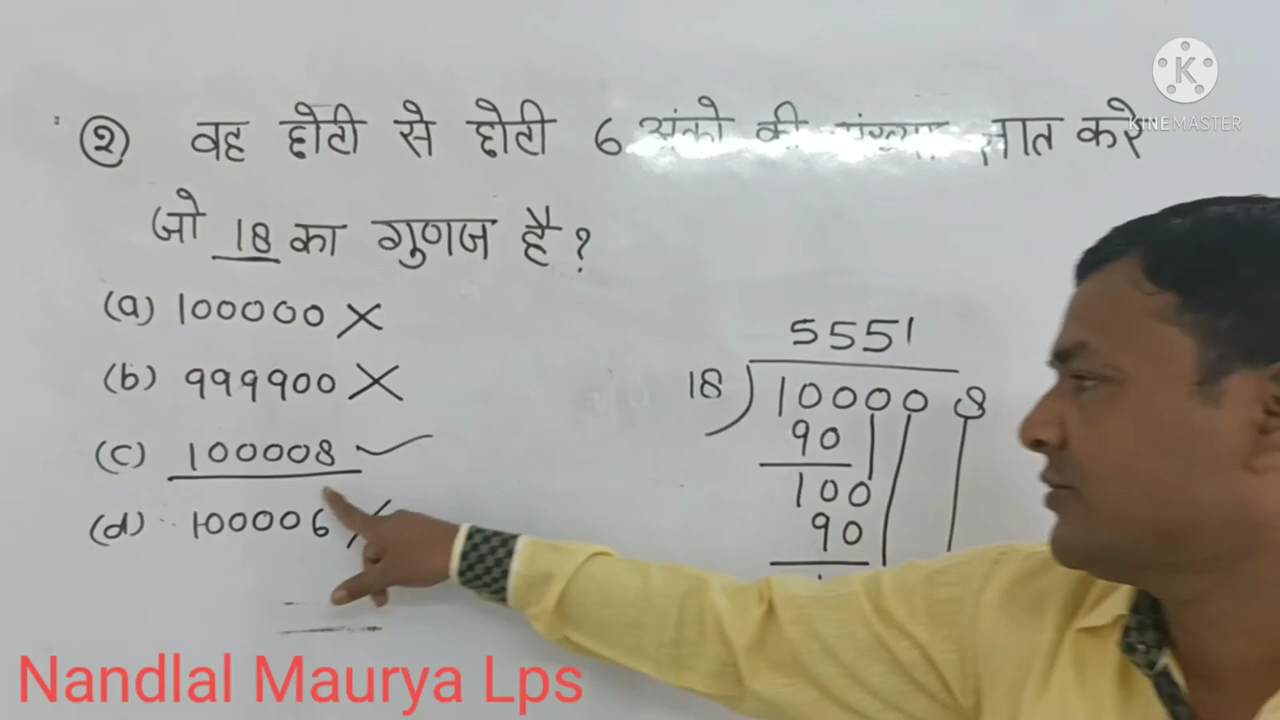 (२) वह छोटी से छोटी 6 अंको की संख्या ज्ञात करे
जो 18 का गुणज है ?
(a) 100000 ×
(b) 999900 ×
(c) 100008 ✓
(d) 100006 ×
5551
18 ) 100008
90
100
90
K
KINEMASTER
Nandlal Maurya Lps